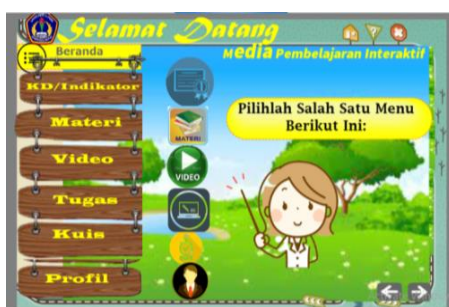 Selamat Datang
Beranda
Media Pembelajaran Interaktif
KD/Indikator
Materi
Video
Tugas
Kuis
Profil
MATERI
VIDEO
Pilihlah Salah Satu Menu
Berikut Ini: